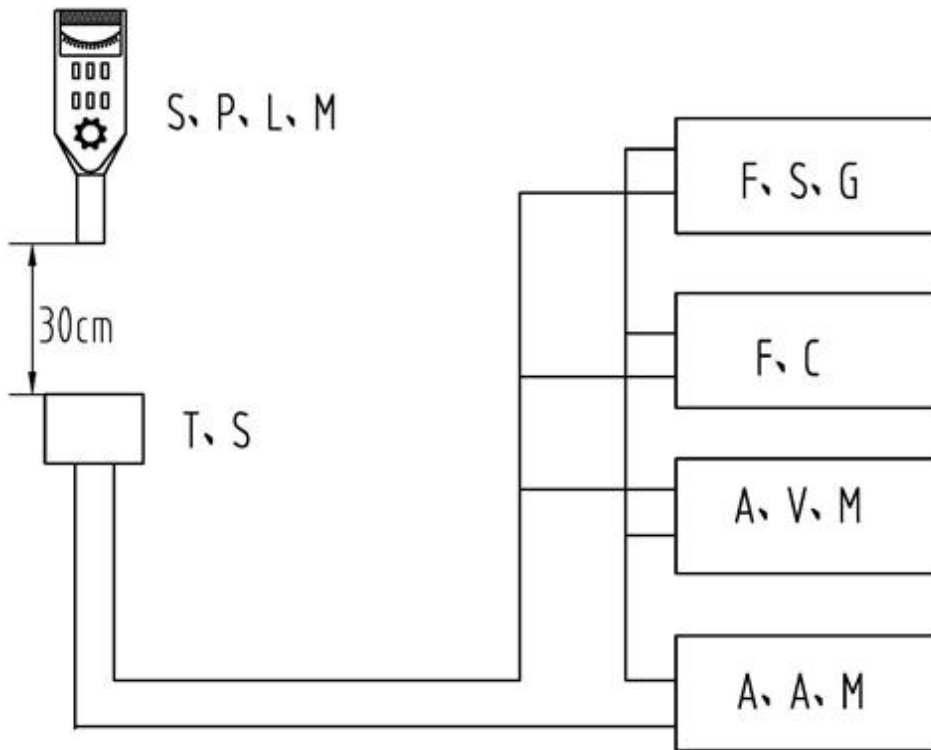 S、P、L、M
F、S、G
30cm
F、C
T、S
A、V、M
A、A、M